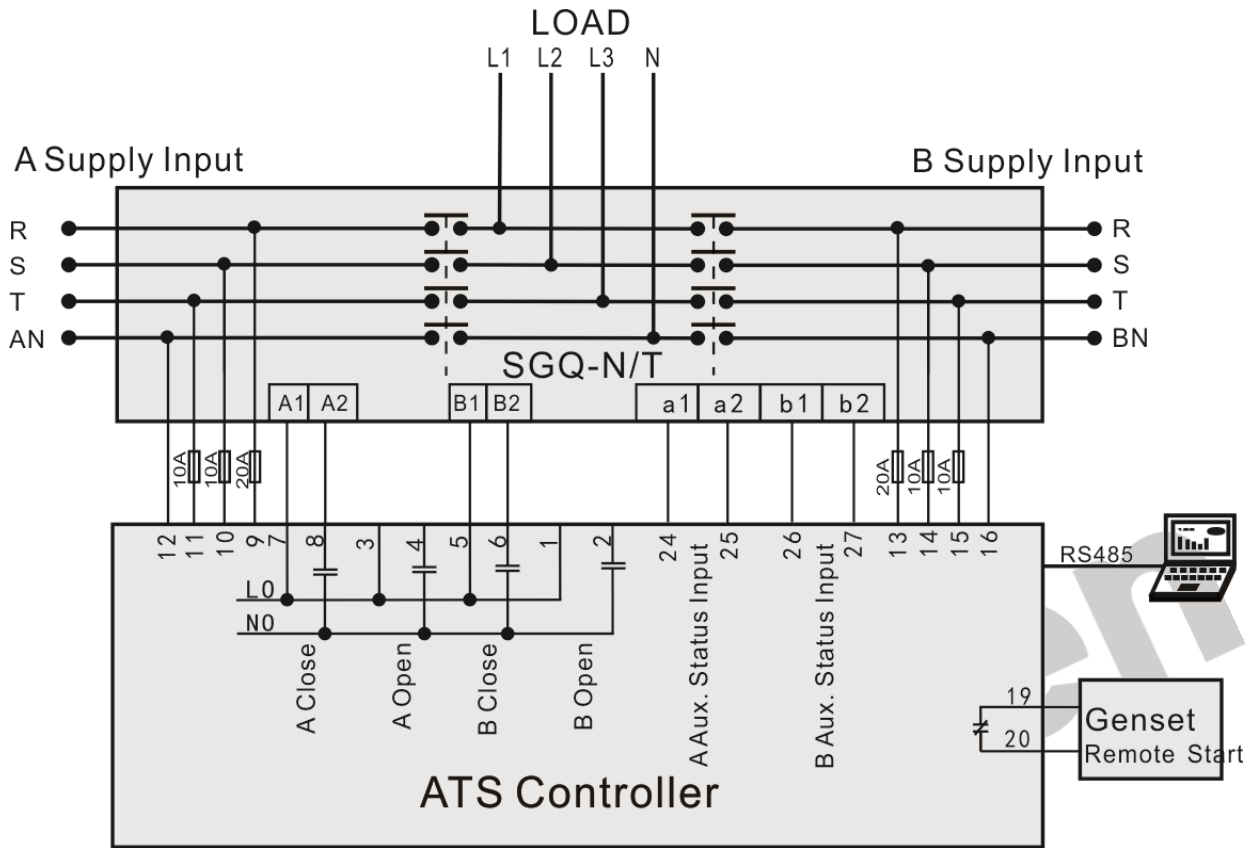 LOAD
L1 L2 L3 N
A Supply Input
B Supply Input
R
R
S
S
T
T
AN
BN
SGQ-N/T
A1 A2 B1 B2 a1 a2 b1 b2
10A 10A 20A 20A 10A 10A
12 11 10 9 7 8 3 4 5 6 1 2 24 25 26 27 13 14 15 16
RS485
L0
N0
A Close
A Open
B Close
B Open
A Aux. Status Input
B Aux. Status Input
19
20
Genset
Remote Start
ATS Controller
en